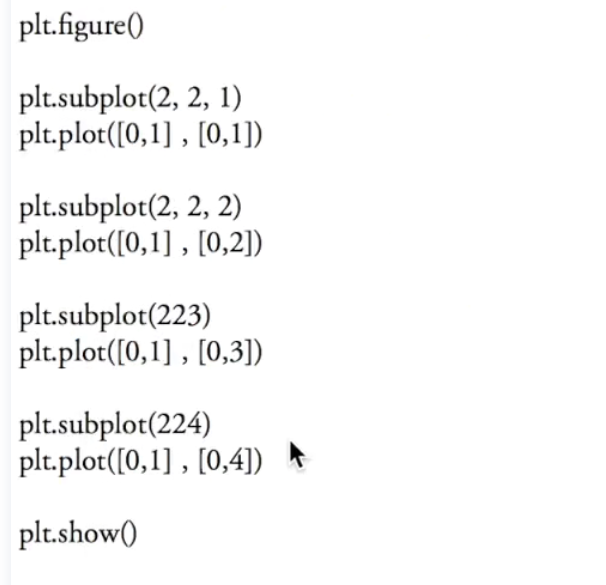 plt.figure()
plt.subplot(2, 2, 1)
plt.plot([0,1] , [0,1])
plt.subplot(2, 2, 2)
plt.plot([0,1] , [0,2])
plt.subplot(223)
plt.plot([0,1] , [0,3])
plt.subplot(224)
plt.plot([0,1] , [0,4])
plt.show()